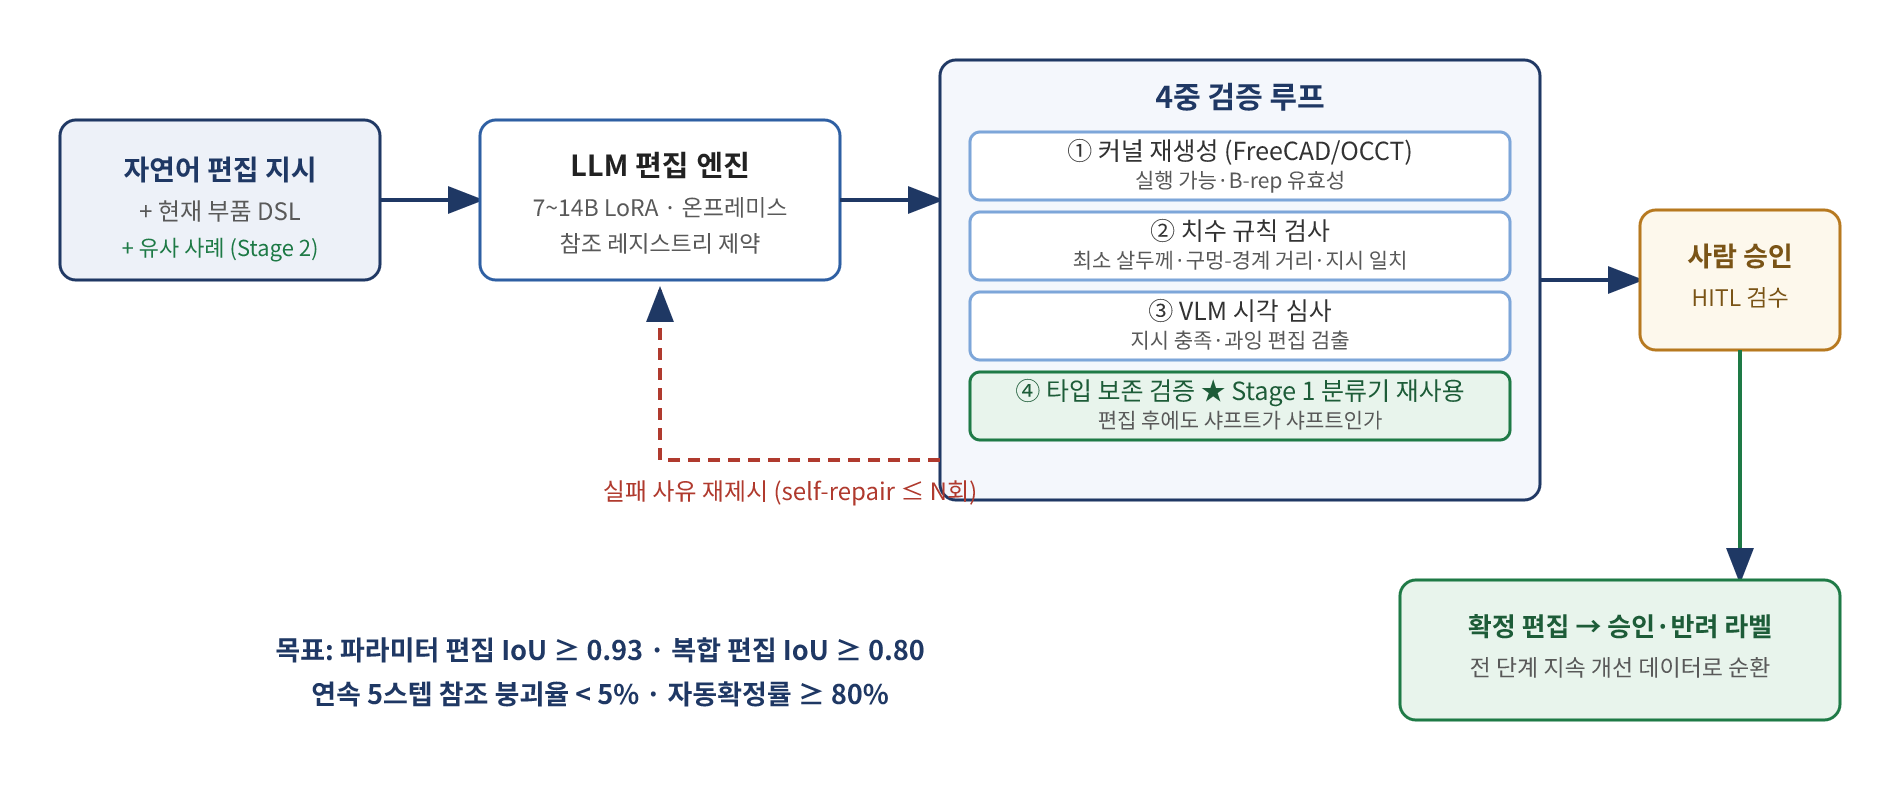 자연어 편집 지시
+ 현재 부품 DSL
+ 유사 사례 (Stage 2)
LLM 편집 엔진
7~14B LoRA · 온프레미스
참조 레지스트리 제약
4중 검증 루프
① 커널 재생성 (FreeCAD/OCCT)
실행 가능·B-rep 유효성
② 치수 규칙 검사
최소 살두께·구멍-경계 거리·지시 일치
③ VLM 시각 심사
지시 충족·과잉 편집 검출
④ 타입 보존 검증 ★ Stage 1 분류기 재사용
편집 후에도 샤프트가 샤프트인가
사람 승인
HITL 검수
실패 사유 재제시 (self-repair ≤ N회)
확정 편집 → 승인·반려 라벨
전 단계 지속 개선 데이터로 순환
목표: 파라미터 편집 IoU ≥ 0.93 · 복합 편집 IoU ≥ 0.80
연속 5스텝 참조 붕괴율 < 5% · 자동확정률 ≥ 80%